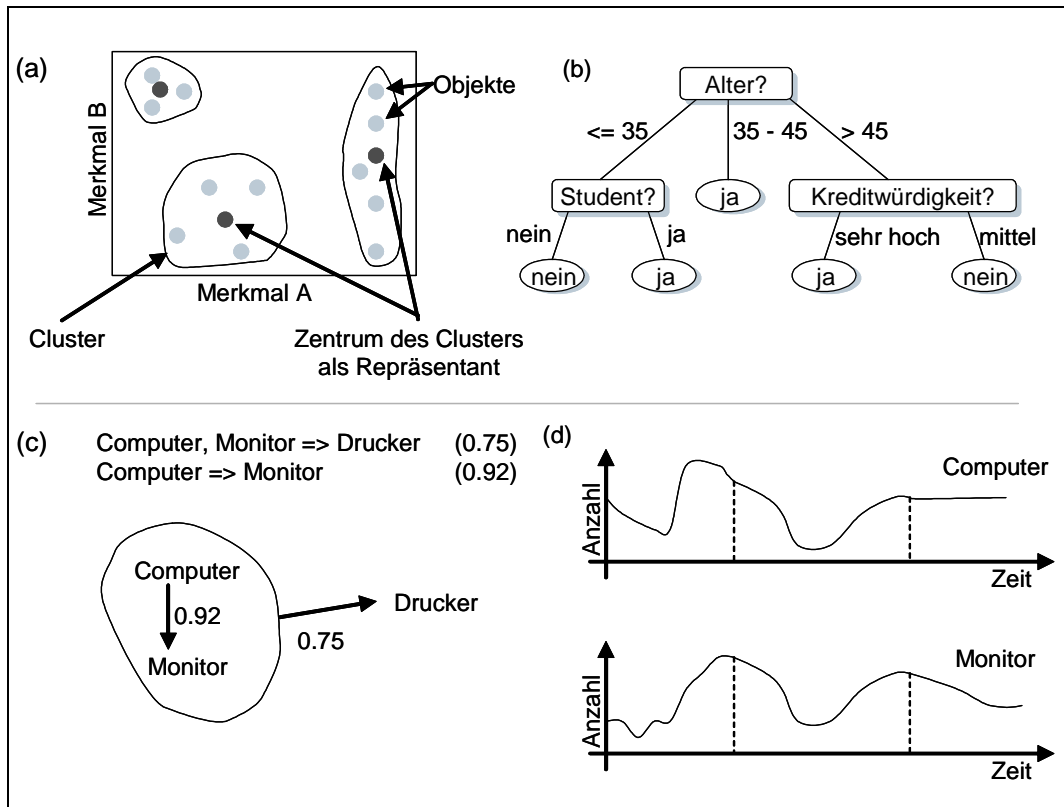 (a)
Merkmal B
Objekte
Merkmal A
Cluster
Zentrum des Clusters
als Repräsentant
(b)
Alter?
<= 35
35 - 45
> 45
Student?
ja
Kreditwürdigkeit?
nein
ja
sehr hoch
mittel
nein
ja
ja
nein
(c)
Computer, Monitor => Drucker (0.75)
Computer => Monitor (0.92)
Computer
0.92
Monitor
Drucker
0.75
(d)
Computer
Anzahl
Zeit
Monitor
Anzahl
Zeit